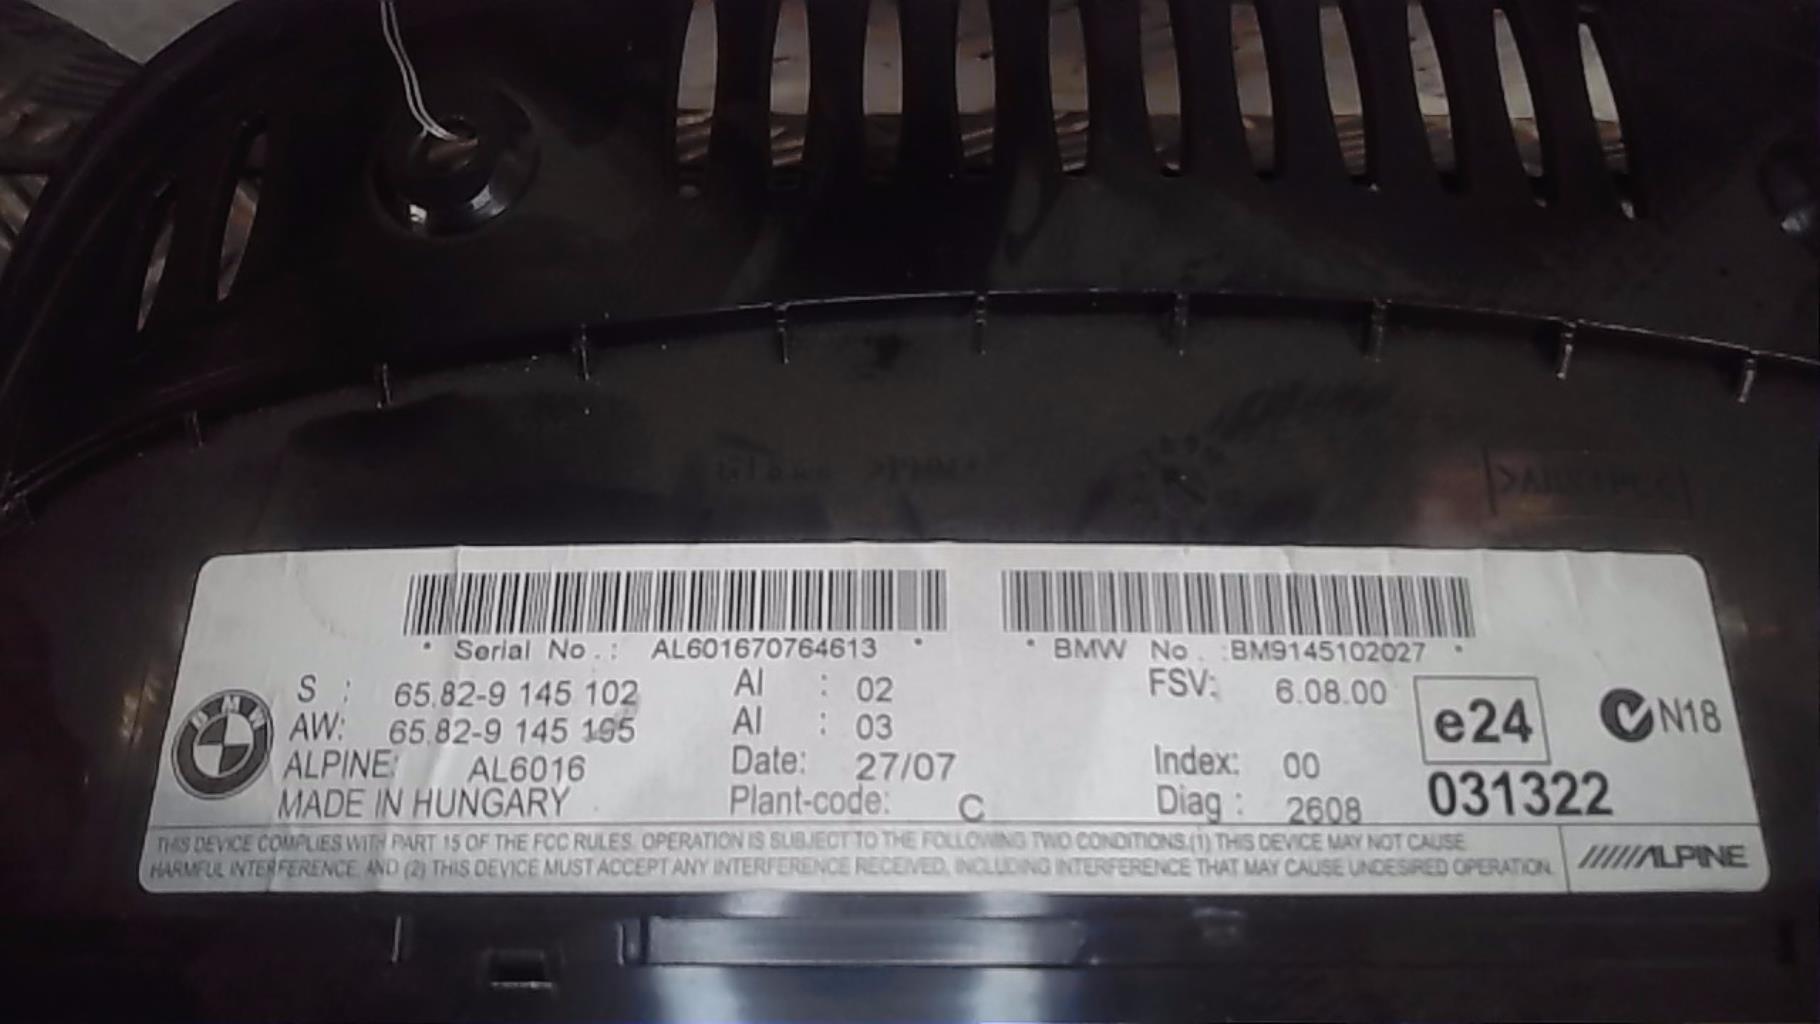 * Serial No.: AL601670764613 *
* BMW No. :BM9145102027 *
S : 65.82-9 145 102 AI : 02 FSV: 6.08.00
AW: 65.82-9 145 195 AI : 03
ALPINE: AL6016 Date: 27/07 Index: 00
MADE IN HUNGARY Plant-code: C Diag : 2608
BMW
e24
031322
N18
THIS DEVICE COMPLIES WITH PART 15 OF THE FCC RULES. OPERATION IS SUBJECT TO THE FOLLOWING TWO CONDITIONS.(1) THIS DEVICE MAY NOT CAUSE
HARMFUL INTERFERENCE. AND (2) THIS DEVICE MUST ACCEPT ANY INTERFERENCE RECEIVED, INCLUDING INTERFERENCE THAT MAY CAUSE UNDESIRED OPERATION.
ALPINE